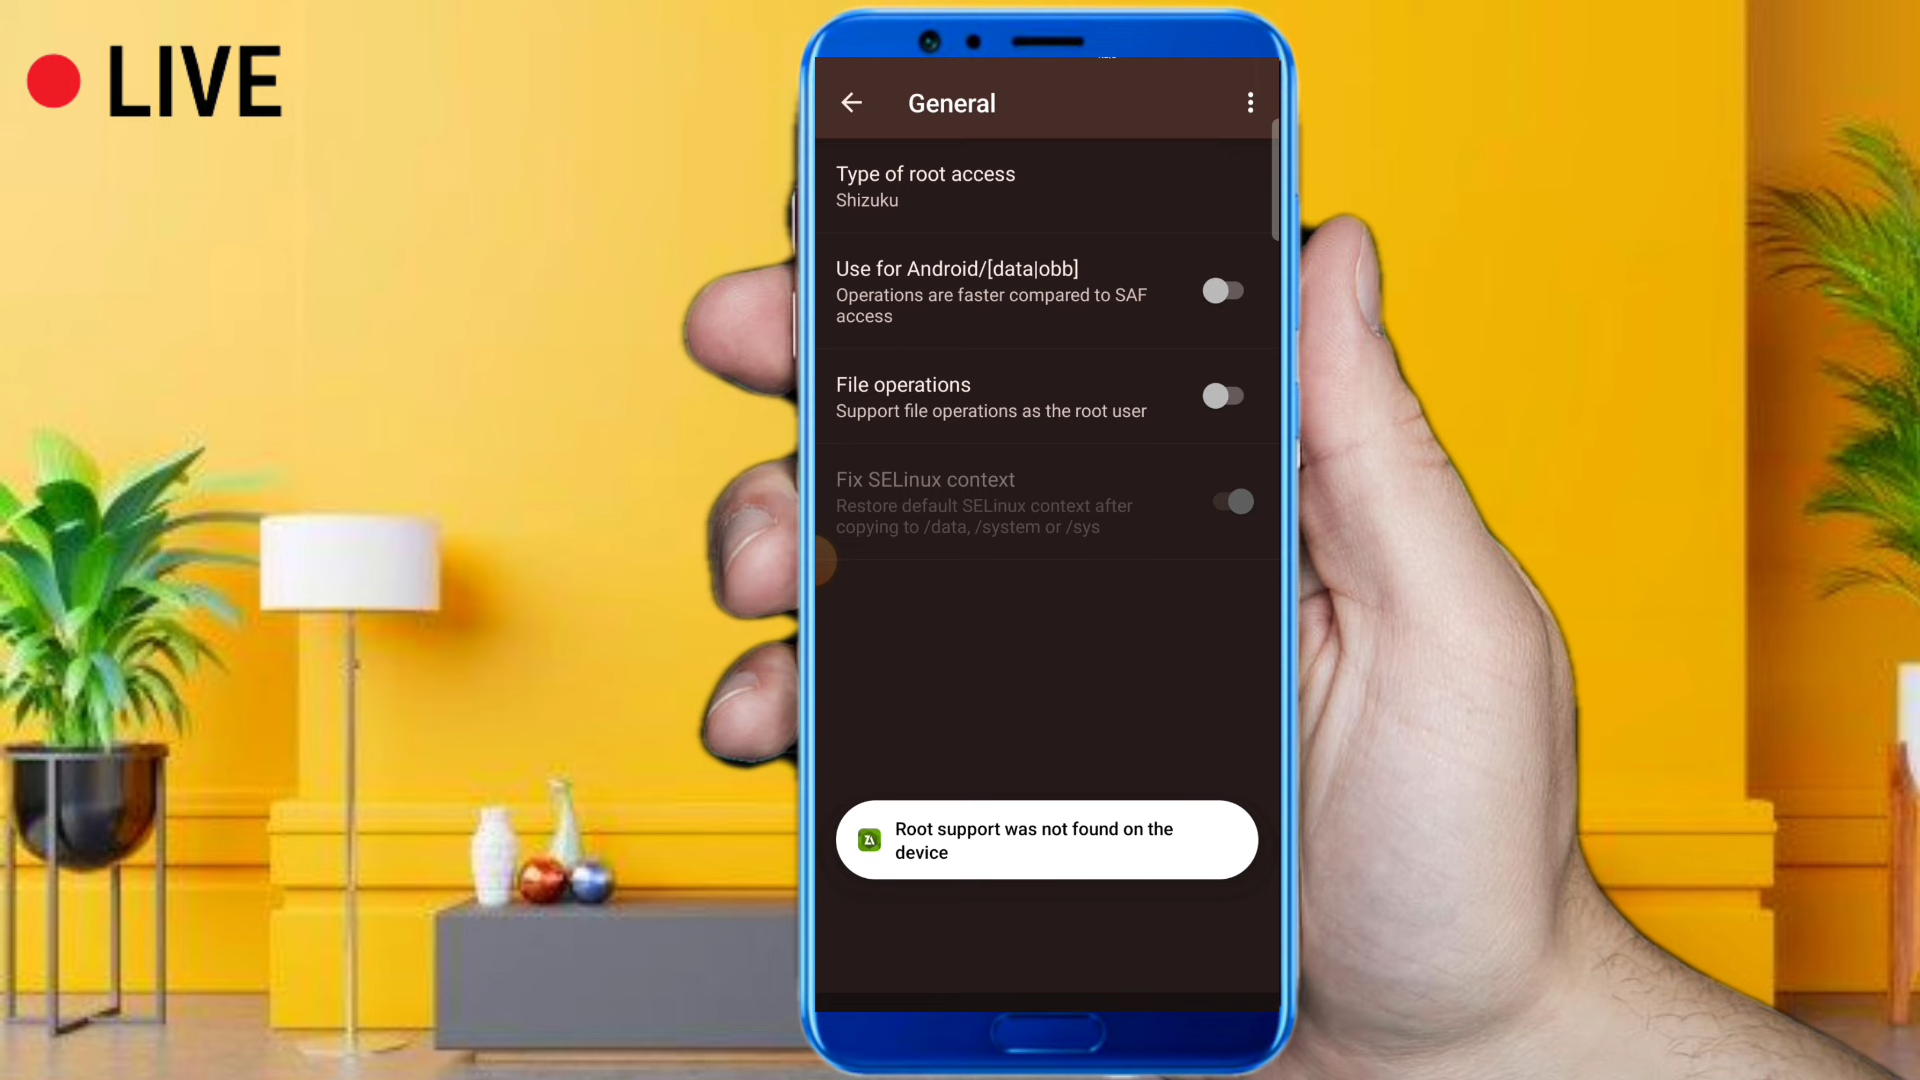 LIVE
General
Type of root access
Shizuku
Use for Android/[data|obb]
Operations are faster compared to SAF
access
File operations
Support file operations as the root user
Fix SELinux context
Restore default SELinux context after
copying to /data, /system or /sys
ZA
Root support was not found on the
device